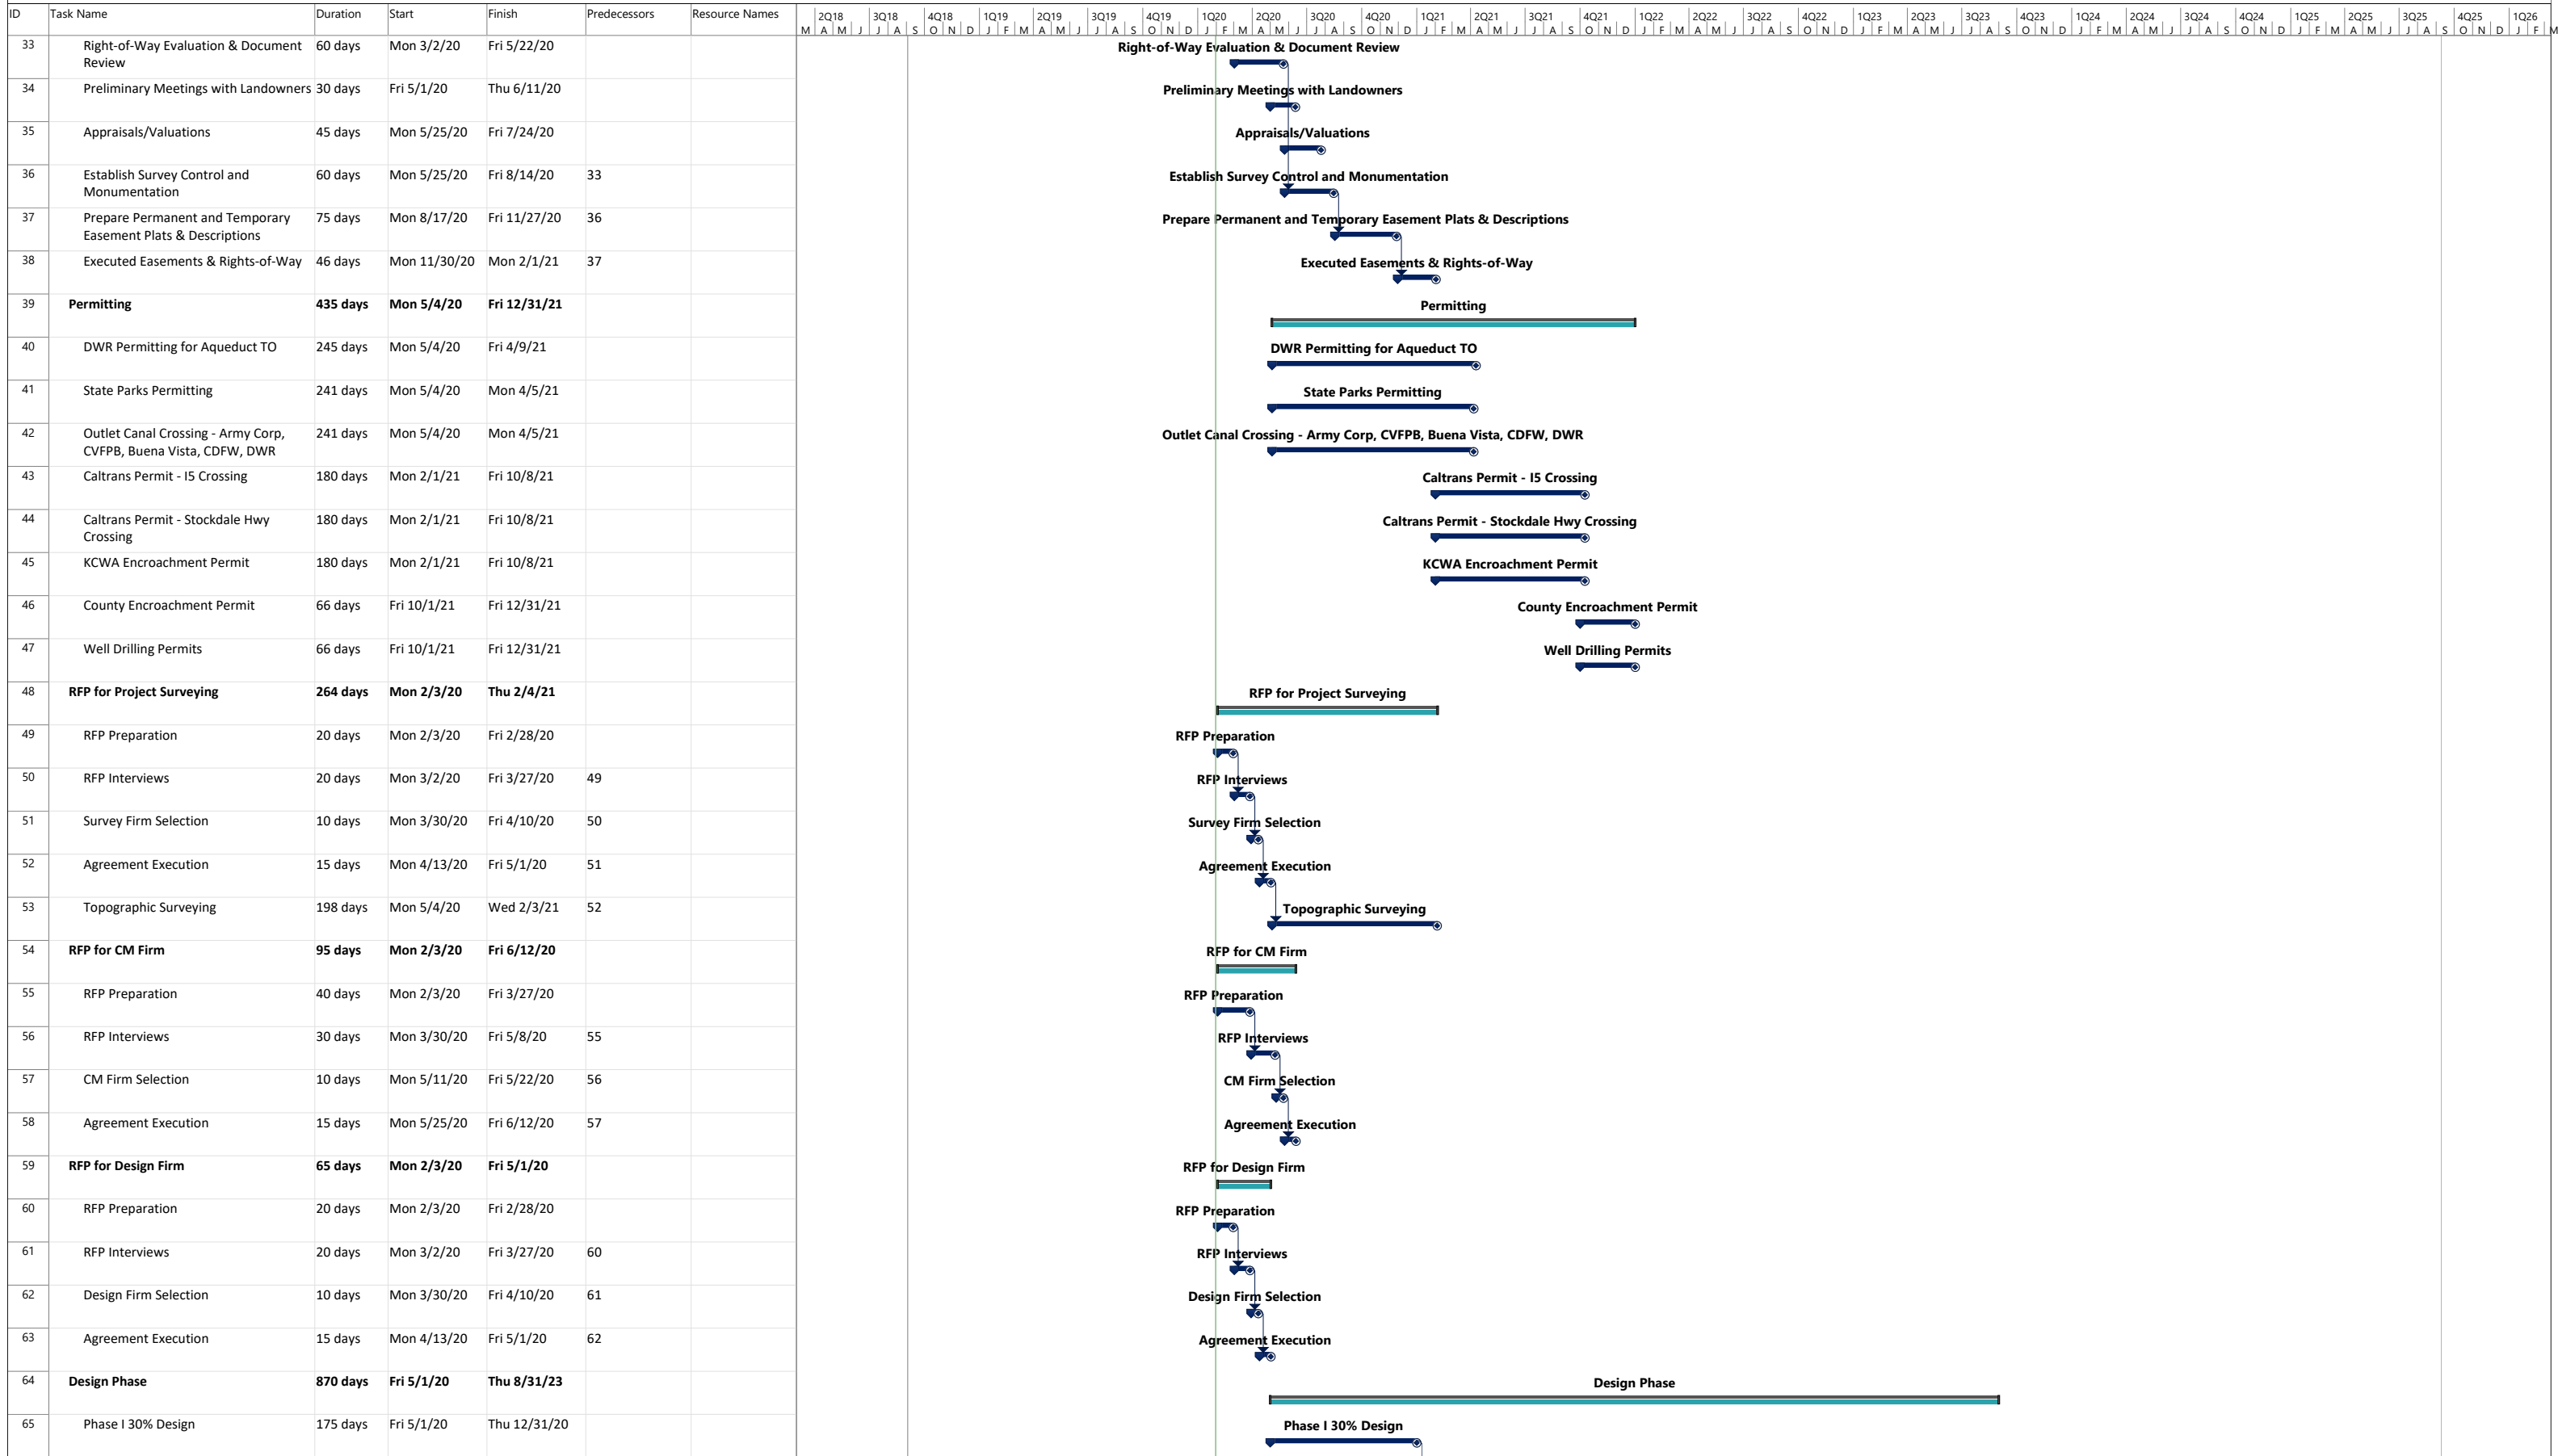 ID Task Name Duration Start Finish Predecessors Resource Names
2Q18 3Q18 4Q18 1Q19 2Q19 3Q19 4Q19 1Q20 2Q20 3Q20 4Q20 1Q21 2Q21 3Q21 4Q21 1Q22 2Q22 3Q22 4Q22 1Q23 2Q23 3Q23 4Q23 1Q24 2Q24 3Q24 4Q24 1Q25 2Q25 3Q25 4Q25 1Q26
M A M J J A S O N D J F M A M J J A S O N D J F M A M J J A S O N D J F M A M J J A S O N D J F M A M J J A S O N D J F M A M J J A S O N D J F M A M J J A S O N D J F M A M J J A S O N D J F M
33 Right-of-Way Evaluation & Document 60 days Mon 3/2/20 Fri 5/22/20
Review
Right-of-Way Evaluation & Document Review
34 Preliminary Meetings with Landowners 30 days Fri 5/1/20 Thu 6/11/20
Preliminary Meetings with Landowners
35 Appraisals/Valuations 45 days Mon 5/25/20 Fri 7/24/20
Appraisals/Valuations
36 Establish Survey Control and 60 days Mon 5/25/20 Fri 8/14/20 33
Monumentation
Establish Survey Control and Monumentation
37 Prepare Permanent and Temporary 75 days Mon 8/17/20 Fri 11/27/20 36
Easement Plats & Descriptions
Prepare Permanent and Temporary Easement Plats & Descriptions
38 Executed Easements & Rights-of-Way 46 days Mon 11/30/20 Mon 2/1/21 37
Executed Easements & Rights-of-Way
39 Permitting 435 days Mon 5/4/20 Fri 12/31/21
Permitting
40 DWR Permitting for Aqueduct TO 245 days Mon 5/4/20 Fri 4/9/21
DWR Permitting for Aqueduct TO
41 State Parks Permitting 241 days Mon 5/4/20 Mon 4/5/21
State Parks Permitting
42 Outlet Canal Crossing - Army Corp, 241 days Mon 5/4/20 Mon 4/5/21
CVFPB, Buena Vista, CDFW, DWR
Outlet Canal Crossing - Army Corp, CVFPB, Buena Vista, CDFW, DWR
43 Caltrans Permit - I5 Crossing 180 days Mon 2/1/21 Fri 10/8/21
Caltrans Permit - I5 Crossing
44 Caltrans Permit - Stockdale Hwy 180 days Mon 2/1/21 Fri 10/8/21
Crossing
Caltrans Permit - Stockdale Hwy Crossing
45 KCWA Encroachment Permit 180 days Mon 2/1/21 Fri 10/8/21
KCWA Encroachment Permit
46 County Encroachment Permit 66 days Fri 10/1/21 Fri 12/31/21
County Encroachment Permit
47 Well Drilling Permits 66 days Fri 10/1/21 Fri 12/31/21
Well Drilling Permits
48 RFP for Project Surveying 264 days Mon 2/3/20 Thu 2/4/21
RFP for Project Surveying
49 RFP Preparation 20 days Mon 2/3/20 Fri 2/28/20
RFP Preparation
50 RFP Interviews 20 days Mon 3/2/20 Fri 3/27/20 49
RFP Interviews
51 Survey Firm Selection 10 days Mon 3/30/20 Fri 4/10/20 50
Survey Firm Selection
52 Agreement Execution 15 days Mon 4/13/20 Fri 5/1/20 51
Agreement Execution
53 Topographic Surveying 198 days Mon 5/4/20 Wed 2/3/21 52
Topographic Surveying
54 RFP for CM Firm 95 days Mon 2/3/20 Fri 6/12/20
RFP for CM Firm
55 RFP Preparation 40 days Mon 2/3/20 Fri 3/27/20
RFP Preparation
56 RFP Interviews 30 days Mon 3/30/20 Fri 5/8/20 55
RFP Interviews
57 CM Firm Selection 10 days Mon 5/11/20 Fri 5/22/20 56
CM Firm Selection
58 Agreement Execution 15 days Mon 5/25/20 Fri 6/12/20 57
Agreement Execution
59 RFP for Design Firm 65 days Mon 2/3/20 Fri 5/1/20
RFP for Design Firm
60 RFP Preparation 20 days Mon 2/3/20 Fri 2/28/20
RFP Preparation
61 RFP Interviews 20 days Mon 3/2/20 Fri 3/27/20 60
RFP Interviews
62 Design Firm Selection 10 days Mon 3/30/20 Fri 4/10/20 61
Design Firm Selection
63 Agreement Execution 15 days Mon 4/13/20 Fri 5/1/20 62
Agreement Execution
64 Design Phase 870 days Fri 5/1/20 Thu 8/31/23
Design Phase
65 Phase I 30% Design 175 days Fri 5/1/20 Thu 12/31/20
Phase I 30% Design